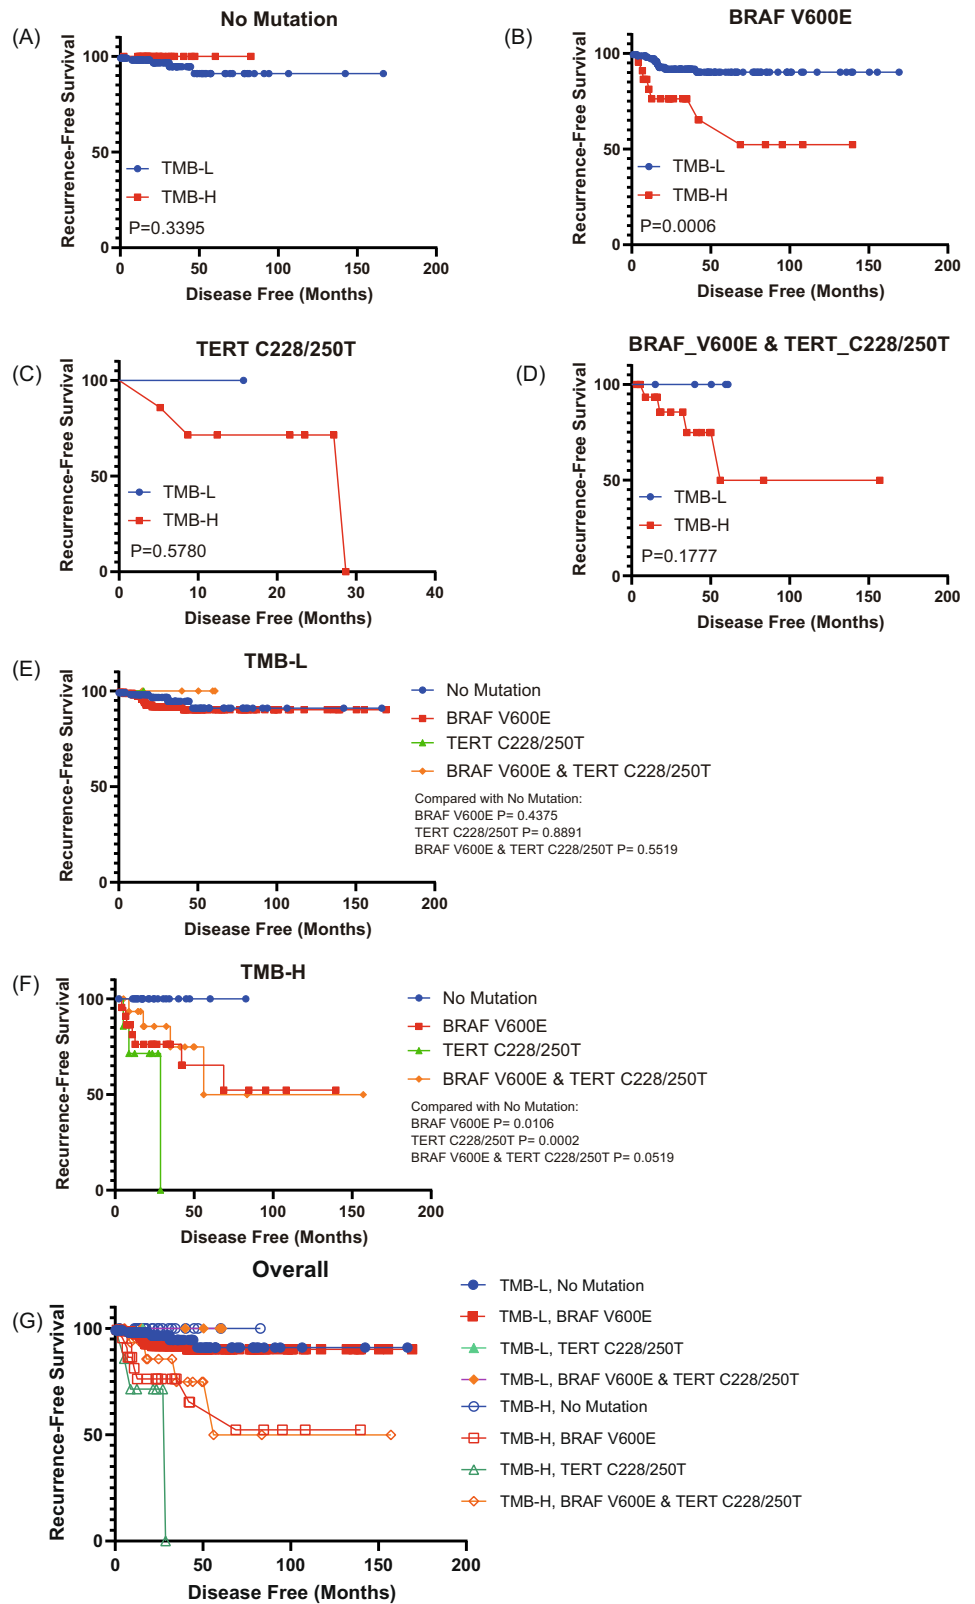 (A)
No Mutation
Recurrence-Free Survival
100
50
0
TMB-L
TMB-H
P=0.3395
0 50 100 150 200
Disease Free (Months)
(B)
BRAF V600E
Recurrence-Free Survival
100
50
0
TMB-L
TMB-H
P=0.0006
0 50 100 150 200
Disease Free (Months)
(C)
TERT C228/250T
Recurrence-Free Survival
100
50
0
TMB-L
TMB-H
P=0.5780
0 10 20 30 40
Disease Free (Months)
(D)
BRAF_V600E & TERT_C228/250T
Recurrence-Free Survival
100
50
0
TMB-L
TMB-H
P=0.1777
0 50 100 150 200
Disease Free (Months)
(E)
TMB-L
Recurrence-Free Survival
100
50
0
0 50 100 150 200
Disease Free (Months)
No Mutation
BRAF V600E
TERT C228/250T
BRAF V600E & TERT C228/250T
Compared with No Mutation:
BRAF V600E P= 0.4375
TERT C228/250T P= 0.8891
BRAF V600E & TERT C228/250T P= 0.5519
(F)
TMB-H
Recurrence-Free Survival
100
50
0
0 50 100 150 200
Disease Free (Months)
No Mutation
BRAF V600E
TERT C228/250T
BRAF V600E & TERT C228/250T
Compared with No Mutation:
BRAF V600E P= 0.0106
TERT C228/250T P= 0.0002
BRAF V600E & TERT C228/250T P= 0.0519
(G)
Overall
Recurrence-Free Survival
100
50
0
0 50 100 150 200
Disease Free (Months)
TMB-L, No Mutation
TMB-L, BRAF V600E
TMB-L, TERT C228/250T
TMB-L, BRAF V600E & TERT C228/250T
TMB-H, No Mutation
TMB-H, BRAF V600E
TMB-H, TERT C228/250T
TMB-H, BRAF V600E & TERT C228/250T